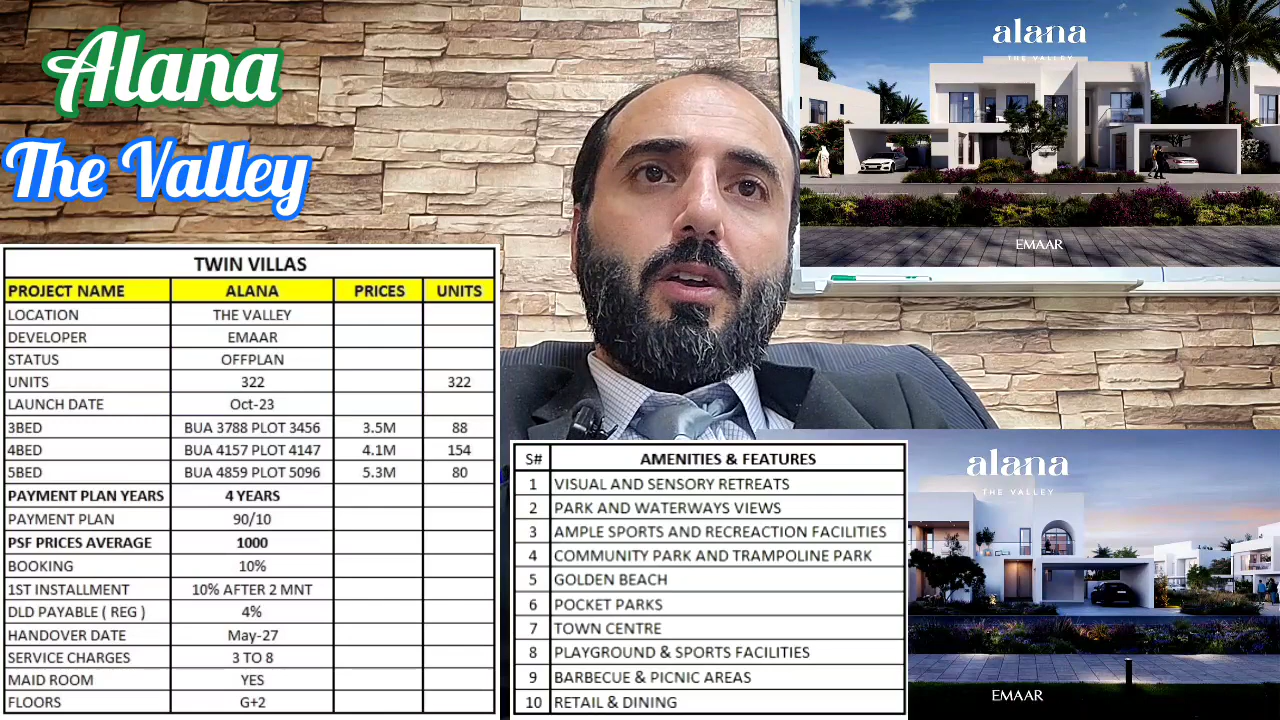 Alana
The Valley
alana
THE VALLEY
EMAAR
TWIN VILLAS
PROJECT NAME ALANA PRICES UNITS
LOCATION THE VALLEY
DEVELOPER EMAAR
STATUS OFFPLAN
UNITS 322 322
LAUNCH DATE Oct-23
3BED BUA 3788 PLOT 3456 3.5M 88
4BED BUA 4157 PLOT 4147 4.1M 154
5BED BUA 4859 PLOT 5096 5.3M 80
PAYMENT PLAN YEARS 4 YEARS
PAYMENT PLAN 90/10
PSF PRICES AVERAGE 1000
BOOKING 10%
1ST INSTALLMENT 10% AFTER 2 MNT
DLD PAYABLE ( REG ) 4%
HANDOVER DATE May-27
SERVICE CHARGES 3 TO 8
MAID ROOM YES
FLOORS G+2
S# AMENITIES & FEATURES
1 VISUAL AND SENSORY RETREATS
2 PARK AND WATERWAYS VIEWS
3 AMPLE SPORTS AND RECREACTION FACILITIES
4 COMMUNITY PARK AND TRAMPOLINE PARK
5 GOLDEN BEACH
6 POCKET PARKS
7 TOWN CENTRE
8 PLAYGROUND & SPORTS FACILITIES
9 BARBECUE & PICNIC AREAS
10 RETAIL & DINING
alana
THE VALLEY
EMAAR